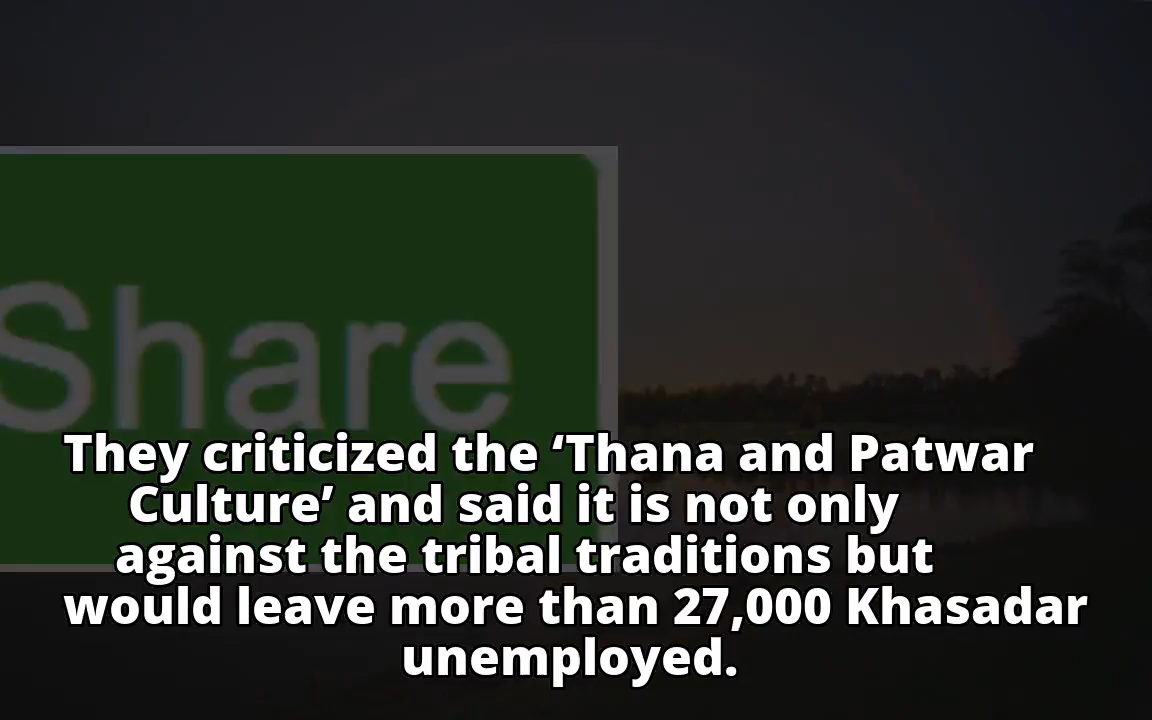 Share
They criticized the ‘Thana and Patwar
Culture’ and said it is not only
against the tribal traditions but
would leave more than 27,000 Khasadar
unemployed.